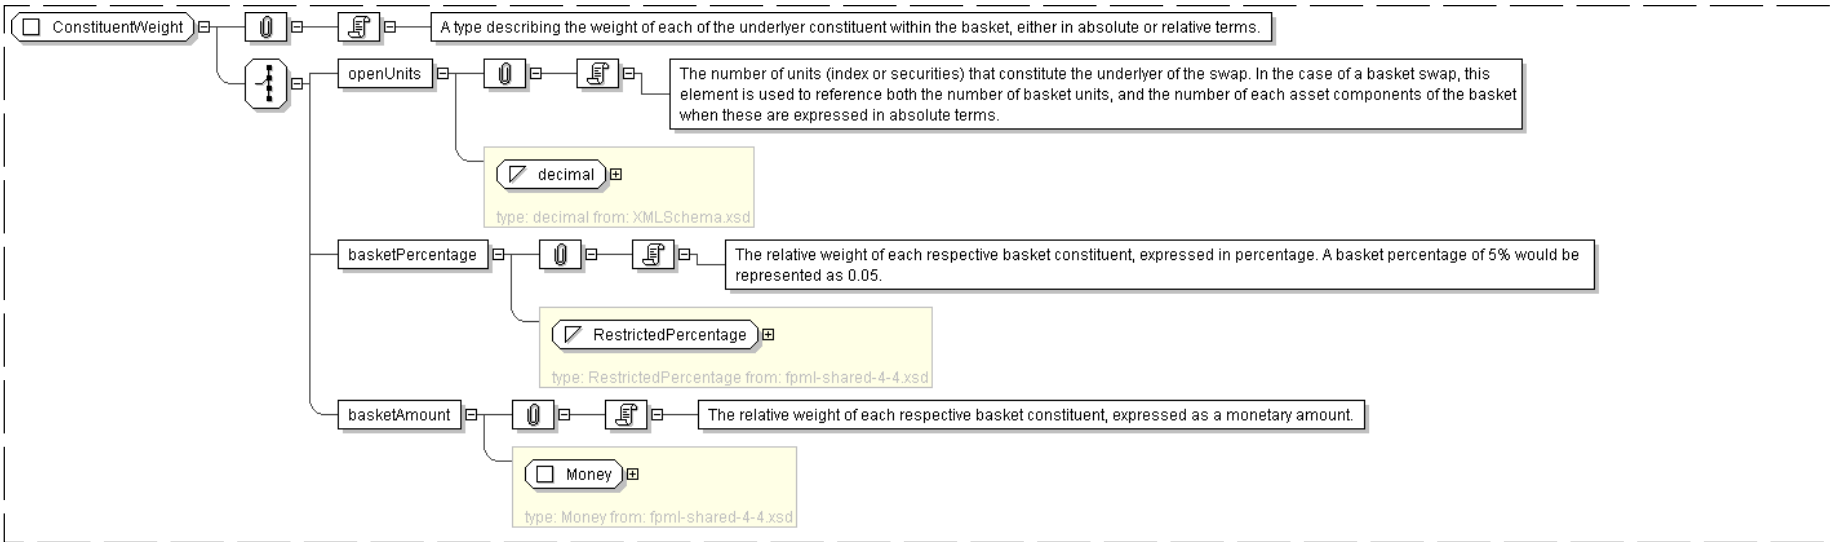 ConstituentWeight
A type describing the weight of each of the underlyer constituent within the basket, either in absolute or relative terms.
openUnits
The number of units (index or securities) that constitute the underlyer of the swap. In the case of a basket swap, this
element is used to reference both the number of basket units, and the number of each asset components of the basket
when these are expressed in absolute terms.
decimal
type: decimal from: XMLSchema.xsd
basketPercentage
The relative weight of each respective basket constituent, expressed in percentage. A basket percentage of 5% would be
represented as 0.05.
RestrictedPercentage
type: RestrictedPercentage from: fpml-shared-4-4.xsd
basketAmount
The relative weight of each respective basket constituent, expressed as a monetary amount.
Money
type: Money from: fpml-shared-4-4.xsd